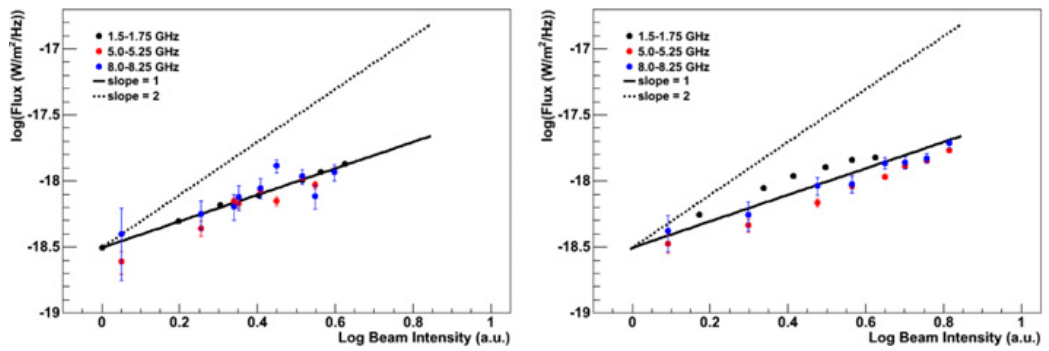 log(Flux (W/m²/Hz)
-17
-17.5
-18
-18.5
-19
1.5-1.75 GHz
5.0-5.25 GHz
8.0-8.25 GHz
slope = 1
slope = 2
0 0.2 0.4 0.6 0.8 1
Log Beam Intensity (a.u.)
log(Flux (W/m²/Hz)
-17
-17.5
-18
-18.5
-19
1.5-1.75 GHz
5.0-5.25 GHz
8.0-8.25 GHz
slope = 1
slope = 2
0 0.2 0.4 0.6 0.8 1
Log Beam Intensity (a.u.)